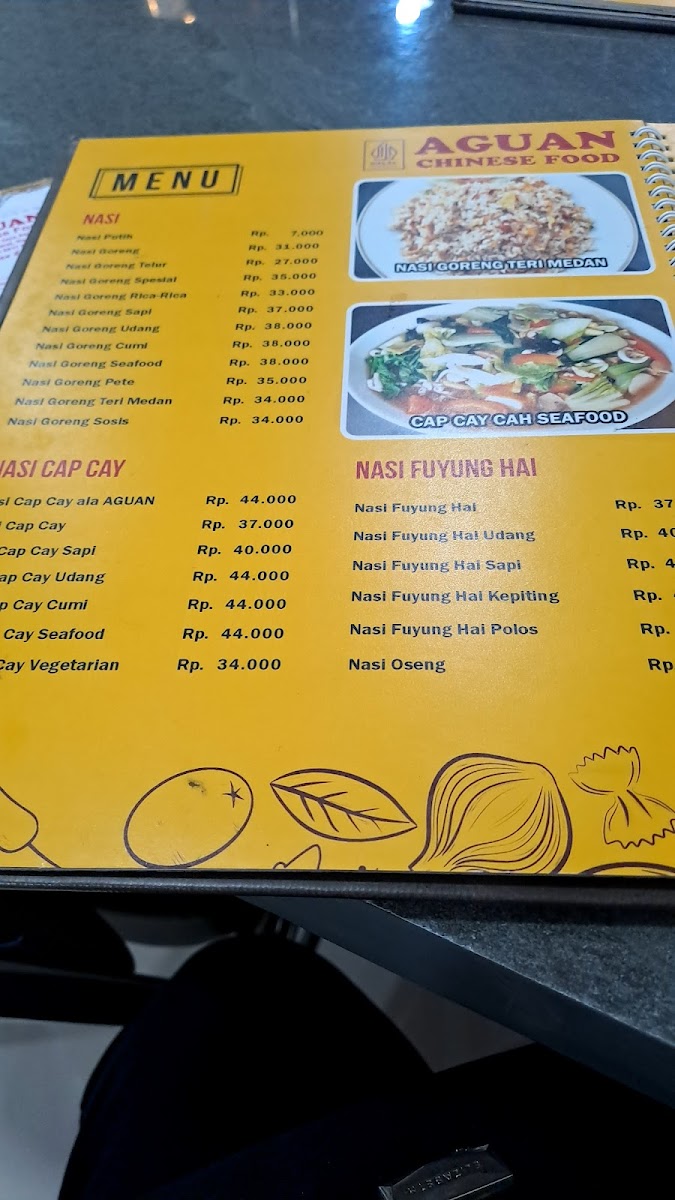 AGUAN
CHINESE FOOD
MENU
NASI
Nasi Putih Rp. 7.000
Nasi Goreng Rp. 31.000
Nasi Goreng Telur Rp. 27.000
Nasi Goreng Spesial Rp. 35.000
Nasi Goreng Rica-Rica Rp. 33.000
Nasi Goreng Sapi Rp. 37.000
Nasi Goreng Udang Rp. 38.000
Nasi Goreng Cumi Rp. 38.000
Nasi Goreng Seafood Rp. 38.000
Nasi Goreng Pete Rp. 35.000
Nasi Goreng Teri Medan Rp. 34.000
Nasi Goreng Sosis Rp. 34.000
NASI GORENG TERI MEDAN
CAP CAY CAH SEAFOOD
NASI CAP CAY
si Cap Cay ala AGUAN Rp. 44.000
Cap Cay Rp. 37.000
Cap Cay Sapi Rp. 40.000
ap Cay Udang Rp. 44.000
p Cay Cumi Rp. 44.000
Cay Seafood Rp. 44.000
Cay Vegetarian Rp. 34.000
NASI FUYUNG HAI
Nasi Fuyung Hai Rp. 37
Nasi Fuyung Hai Udang Rp. 40
Nasi Fuyung Hai Sapi Rp. 4
Nasi Fuyung Hai Kepiting Rp.
Nasi Fuyung Hai Polos Rp.
Nasi Oseng Rp